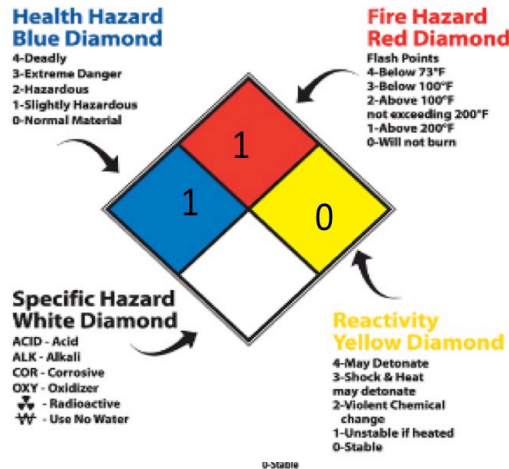 Health Hazard
Blue Diamond
4-Deadly
3-Extreme Danger
2-Hazardous
1-Slightly Hazardous
0-Normal Material
Fire Hazard
Red Diamond
Flash Points
4-Below 73°F
3-Below 100°F
2-Above 100°F
not exceeding 200°F
1-Above 200°F
0-Will not burn
1
1
0
Specific Hazard
White Diamond
ACID - Acid
ALK - Alkali
COR - Corrosive
OXY - Oxidizer
- Radioactive
W - Use No Water
Reactivity
Yellow Diamond
4-May Detonate
3-Shock & Heat
may detonate
2-Violent Chemical
change
1-Unstable if heated
0-Stable
0-Stable